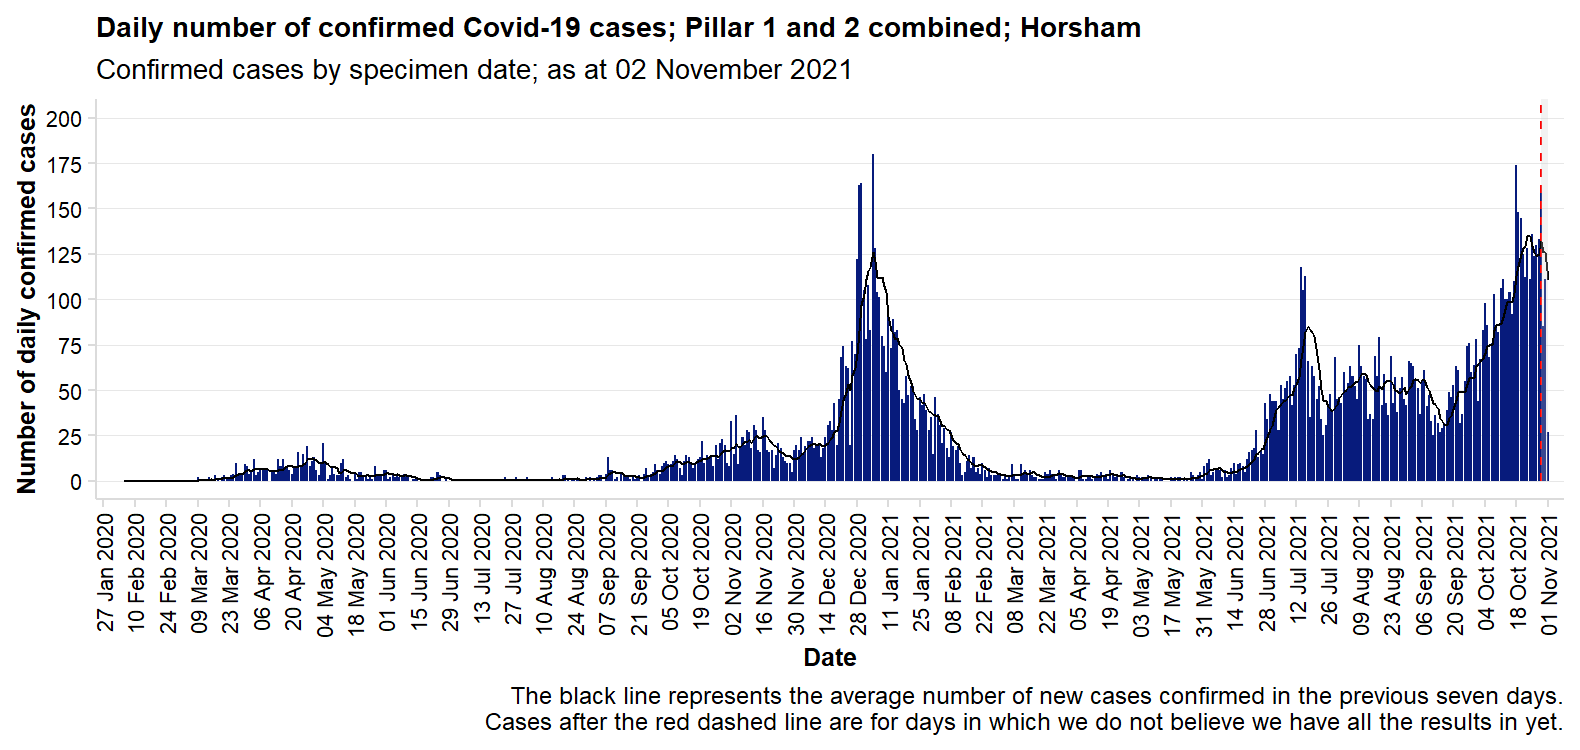 Daily number of confirmed Covid-19 cases; Pillar 1 and 2 combined; Horsham
Confirmed cases by specimen date; as at 02 November 2021
Number of daily confirmed cases
200
175
150
125
100
75
50
25
0
27 Jan 2020
10 Feb 2020
24 Feb 2020
09 Mar 2020
23 Mar 2020
06 Apr 2020
20 Apr 2020
04 May 2020
18 May 2020
01 Jun 2020
15 Jun 2020
29 Jun 2020
13 Jul 2020
27 Jul 2020
10 Aug 2020
24 Aug 2020
07 Sep 2020
21 Sep 2020
05 Oct 2020
19 Oct 2020
02 Nov 2020
16 Nov 2020
30 Nov 2020
14 Dec 2020
28 Dec 2020
11 Jan 2021
25 Jan 2021
08 Feb 2021
22 Feb 2021
08 Mar 2021
22 Mar 2021
05 Apr 2021
19 Apr 2021
03 May 2021
17 May 2021
31 May 2021
14 Jun 2021
28 Jun 2021
12 Jul 2021
26 Jul 2021
09 Aug 2021
23 Aug 2021
06 Sep 2021
20 Sep 2021
04 Oct 2021
18 Oct 2021
01 Nov 2021
Date
The black line represents the average number of new cases confirmed in the previous seven days.
Cases after the red dashed line are for days in which we do not believe we have all the results in yet.